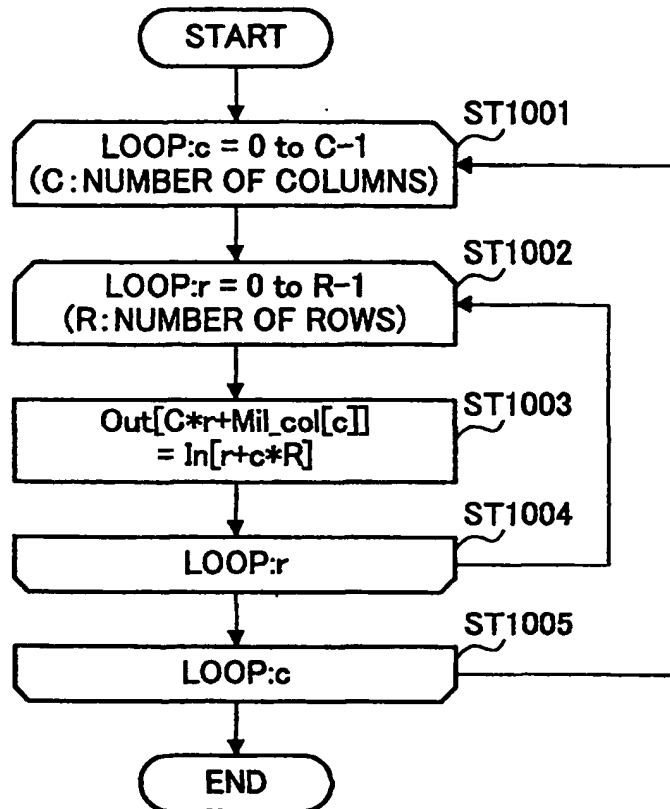 START
ST1001
LOOP:c = 0 to C-1
(C:NUMBER OF COLUMNS)
ST1002
LOOP:r = 0 to R-1
(R:NUMBER OF ROWS)
ST1003
Out[C*r+Mil_col[c]]
= In[r+c*R]
ST1004
LOOP:r
ST1005
LOOP:c
END